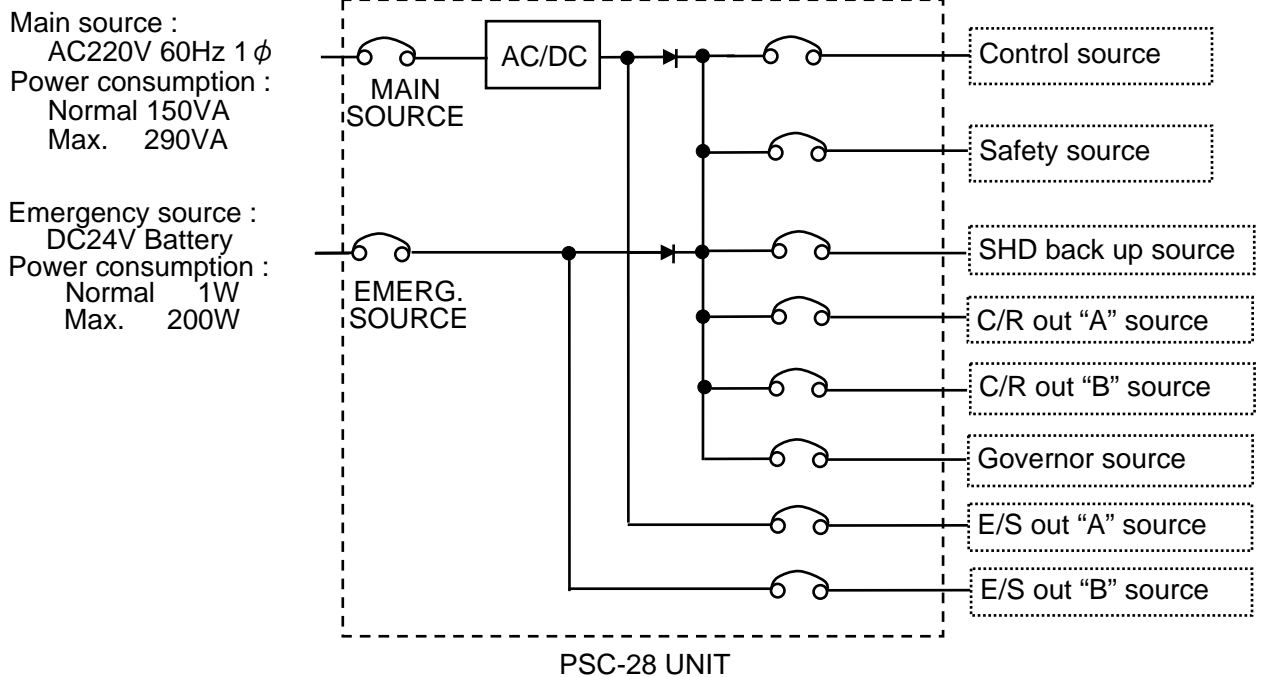 Main source :
AC220V 60Hz 1ϕ
Power consumption :
Normal 150VA
Max. 290VA
Emergency source :
DC24V Battery
Power consumption :
Normal 1W
Max. 200W
MAIN
SOURCE
AC/DC
EMERG.
SOURCE
Control source
Safety source
SHD back up source
C/R out “A” source
C/R out “B” source
Governor source
E/S out “A” source
E/S out “B” source
PSC-28 UNIT